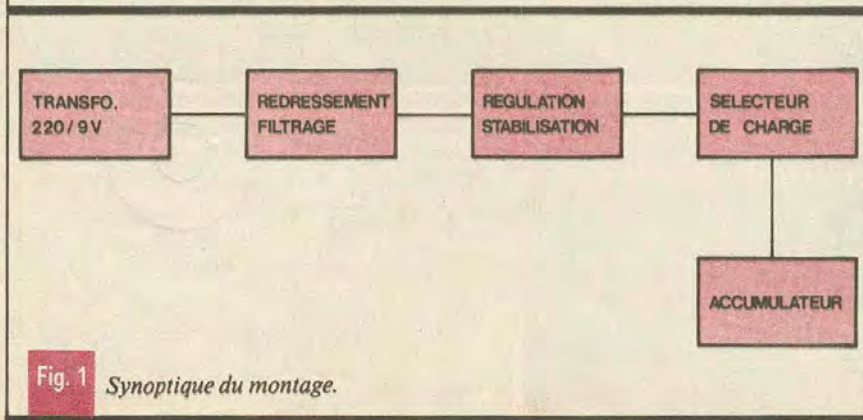 TRANSFO.
220/9V
REDRESSEMENT
FILTRAGE
REGULATION
STABILISATION
SELECTEUR
DE CHARGE
ACCUMULATEUR
Fig. 1 Synoptique du montage.